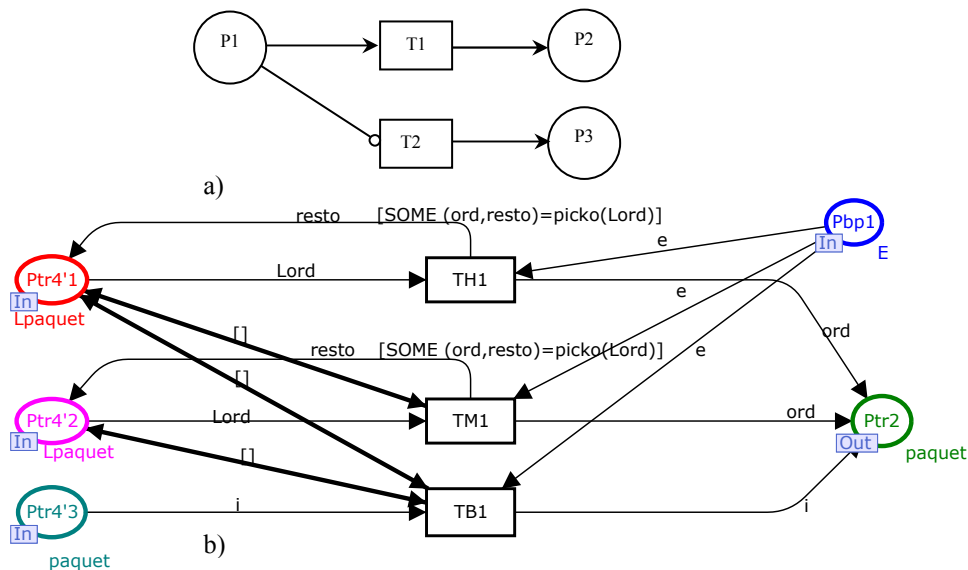 P1
T1
P2
T2
P3
a)
resto
[SOME (ord,resto)=picko(Lord)]
Pbp1
In
E
e
Ptr4'1
In
Lpaquet
Lord
TH1
e
ord
[]
resto
[SOME (ord,resto)=picko(Lord)]
e
[]
Ptr4'2
In
Lpaquet
Lord
TM1
ord
Ptr2
Out
paquet
[]
Ptr4'3
In
paquet
i
TB1
i
b)